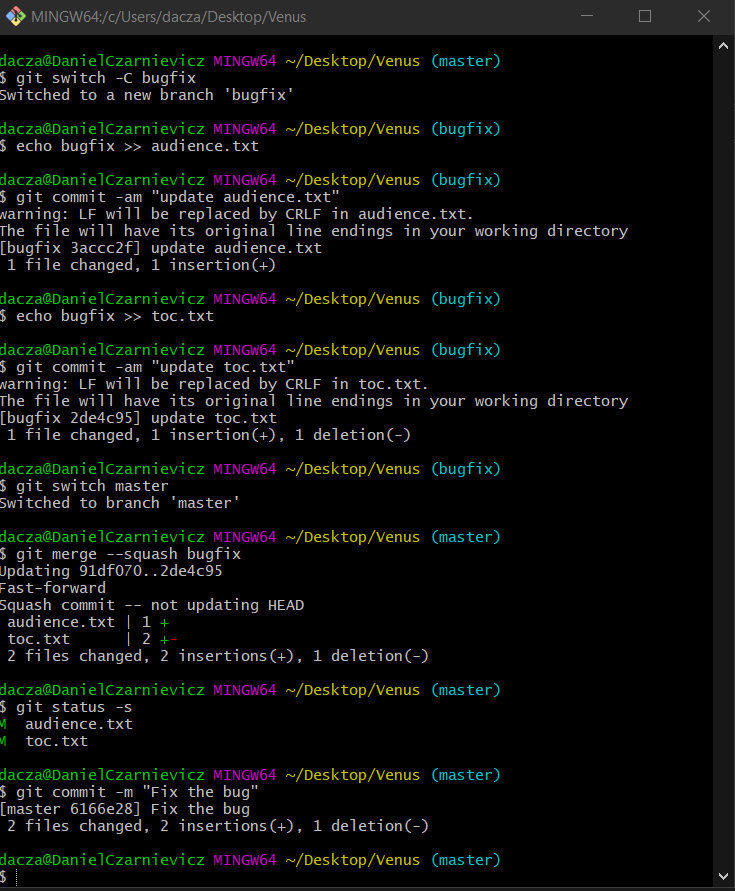 MINGW64:/c/Users/dacza/Desktop/Venus
dacza@DanielCzarnievicz MINGW64 ~/Desktop/Venus (master)
$ git switch -C bugfix
Switched to a new branch 'bugfix'
dacza@DanielCzarnievicz MINGW64 ~/Desktop/Venus (bugfix)
$ echo bugfix >> audience.txt
dacza@DanielCzarnievicz MINGW64 ~/Desktop/Venus (bugfix)
$ git commit -am "update audience.txt"
warning: LF will be replaced by CRLF in audience.txt.
The file will have its original line endings in your working directory
[bugfix 3accc2f] update audience.txt
 1 file changed, 1 insertion(+)
dacza@DanielCzarnievicz MINGW64 ~/Desktop/Venus (bugfix)
$ echo bugfix >> toc.txt
dacza@DanielCzarnievicz MINGW64 ~/Desktop/Venus (bugfix)
$ git commit -am "update toc.txt"
warning: LF will be replaced by CRLF in toc.txt.
The file will have its original line endings in your working directory
[bugfix 2de4c95] update toc.txt
 1 file changed, 1 insertion(+), 1 deletion(-)
dacza@DanielCzarnievicz MINGW64 ~/Desktop/Venus (bugfix)
$ git switch master
Switched to branch 'master'
dacza@DanielCzarnievicz MINGW64 ~/Desktop/Venus (master)
$ git merge --squash bugfix
Updating 91df070..2de4c95
Fast-forward
Squash commit -- not updating HEAD
 audience.txt | 1 +
 toc.txt      | 2 +-
 2 files changed, 2 insertions(+), 1 deletion(-)
dacza@DanielCzarnievicz MINGW64 ~/Desktop/Venus (master)
$ git status -s
M  audience.txt
M  toc.txt
dacza@DanielCzarnievicz MINGW64 ~/Desktop/Venus (master)
$ git commit -m "Fix the bug"
[master 6166e28] Fix the bug
 2 files changed, 2 insertions(+), 1 deletion(-)
dacza@DanielCzarnievicz MINGW64 ~/Desktop/Venus (master)
$